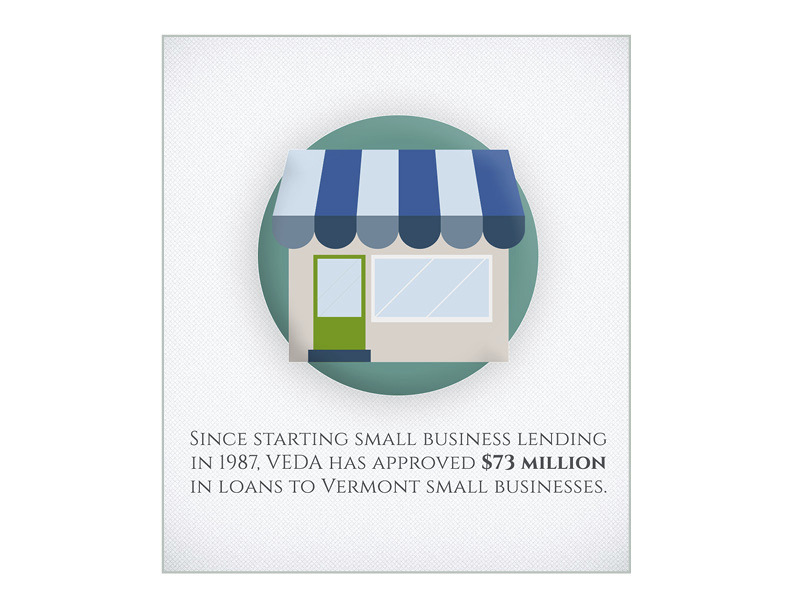 Since starting small business lending
in 1987, VEDA has approved $73 million
in loans to Vermont small businesses.